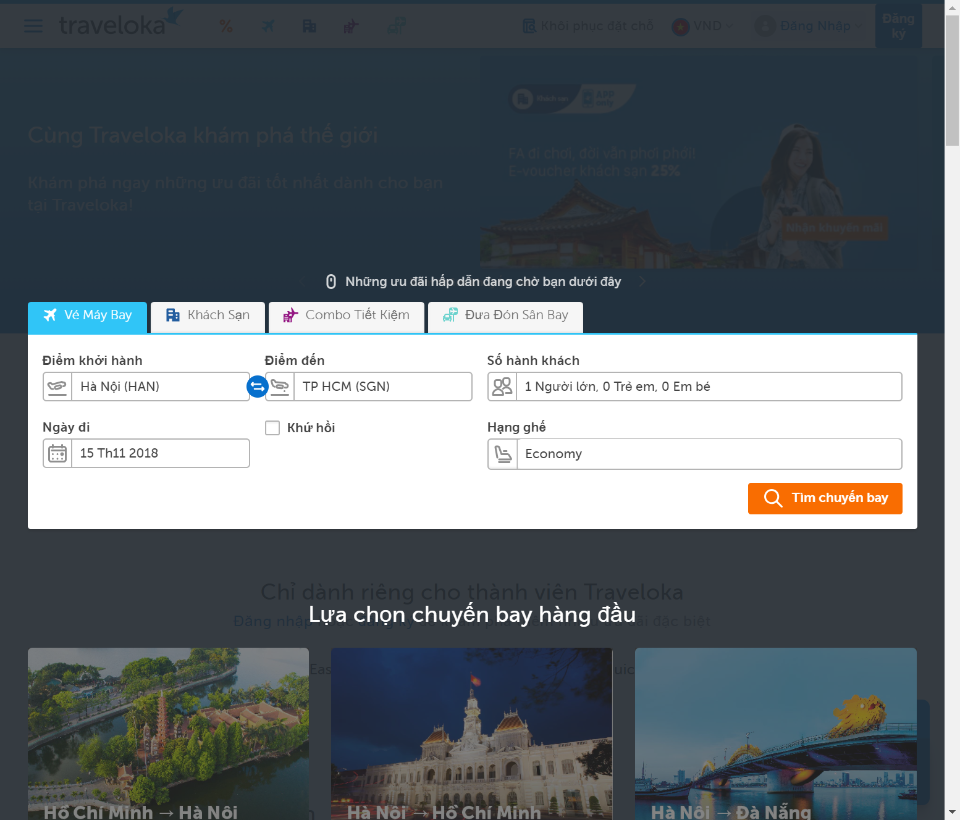 traveloka
Khôi phục đặt chỗ
VND
Đăng Nhập
Đăng
ký
Cùng Traveloka khám phá thế giới
Khám phá ngay những ưu đãi tốt nhất dành cho bạn
tại Traveloka!
FA đi chơi, đời vẫn phơi phới!
E-voucher khách sạn 25%
Nhận khuyến mãi
Những ưu đãi hấp dẫn đang chờ bạn dưới đây
Vé Máy Bay
Khách Sạn
Combo Tiết Kiệm
Đưa Đón Sân Bay
Điểm khởi hành
Điểm đến
Số hành khách
Hà Nội (HAN)
TP HCM (SGN)
1 Người lớn, 0 Trẻ em, 0 Em bé
Ngày đi
Khứ hồi
Hạng ghế
15 Th11 2018
Economy
Tìm chuyến bay
Chỉ dành riêng cho thành viên Traveloka
Lựa chọn chuyến bay hàng đầu
Đăng nhập
đặc biệt
Hồ Chí Minh → Hà Nội
Hà Nội → Hồ Chí Minh
Hà Nội → Đà Nẵng